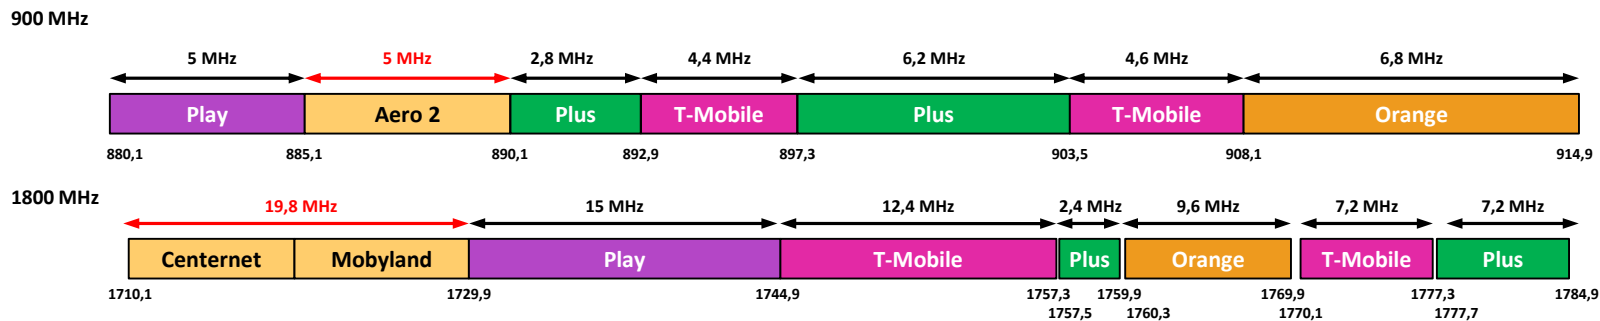 900 MHz
5 MHz 5 MHz 2,8 MHz 4,4 MHz 6,2 MHz 4,6 MHz 6,8 MHz
Play Aero 2 Plus T-Mobile Plus T-Mobile Orange
880,1 885,1 890,1 892,9 897,3 903,5 908,1 914,9
1800 MHz
19,8 MHz 15 MHz 12,4 MHz 2,4 MHz 9,6 MHz 7,2 MHz 7,2 MHz
Centernet Mobyland Play T-Mobile Plus Orange T-Mobile Plus
1710,1 1729,9 1744,9 1757,3 1759,9 1769,9 1777,3 1784,9
1757,5 1760,3 1770,1 1777,7